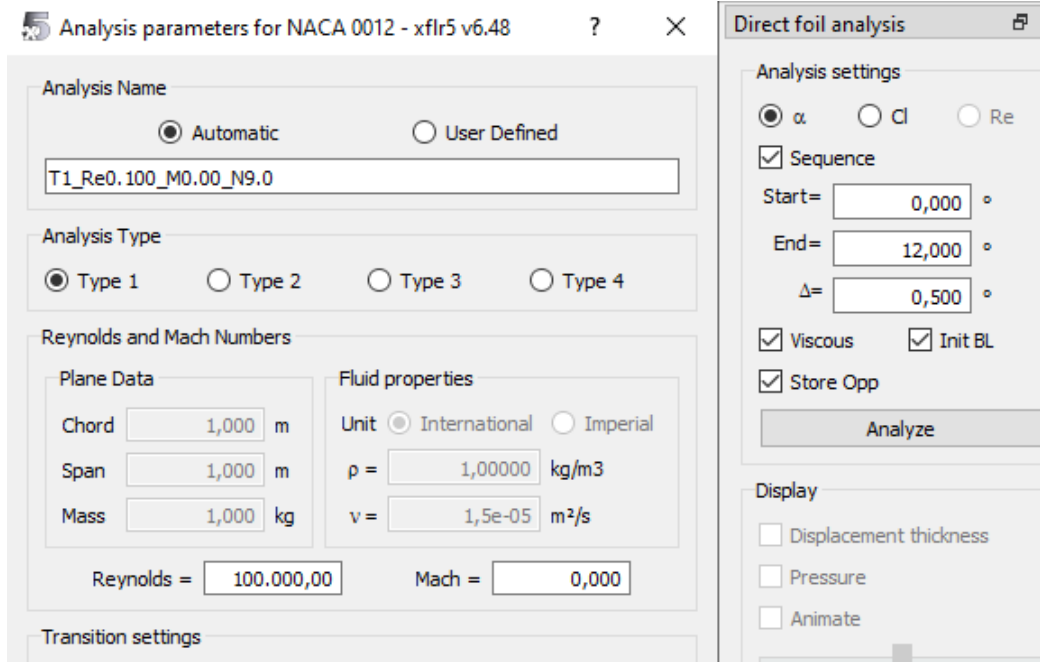 Analysis parameters for NACA 0012 - xflr5 v6.48 ?
Analysis Name
Automatic User Defined
T1_Re0.100_M0.00_N9.0
Analysis Type
Type 1 Type 2 Type 3 Type 4
Reynolds and Mach Numbers
Plane Data
Chord 1,000 m
Span 1,000 m
Mass 1,000 kg
Fluid properties
Unit International Imperial
ρ = 1,00000 kg/m3
ν = 1,5e-05 m²/s
Reynolds = 100.000,00 Mach = 0,000
Transition settings
Direct foil analysis
Analysis settings
α Cl Re
Sequence
Start= 0,000 °
End= 12,000 °
Δ= 0,500 °
Viscous Init BL
Store Opp
Analyze
Display
Displacement thickness
Pressure
Animate